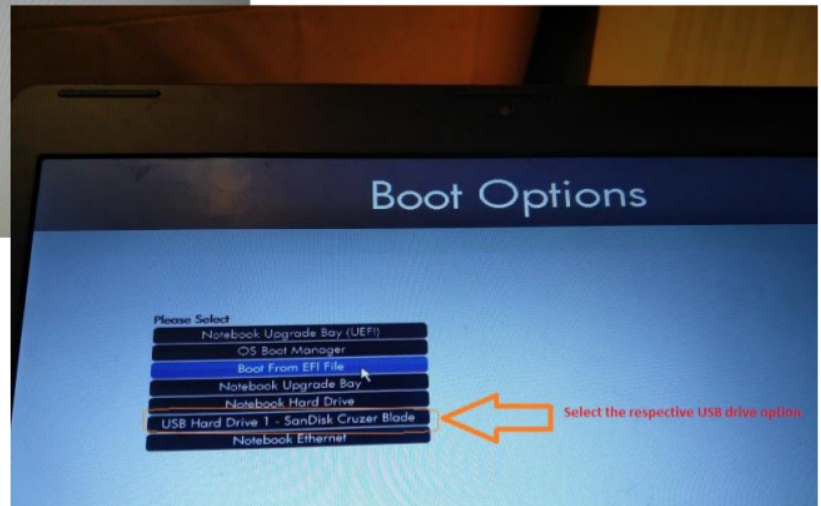 Boot Options
Please Select
Notebook Upgrade Bay (UEFI)
OS Boot Manager
Boot From EFI File
Notebook Upgrade Bay
Notebook Hard Drive
USB Hard Drive 1 - SanDisk Cruzer Blade
Select the respective USB drive option
Notebook Ethernet